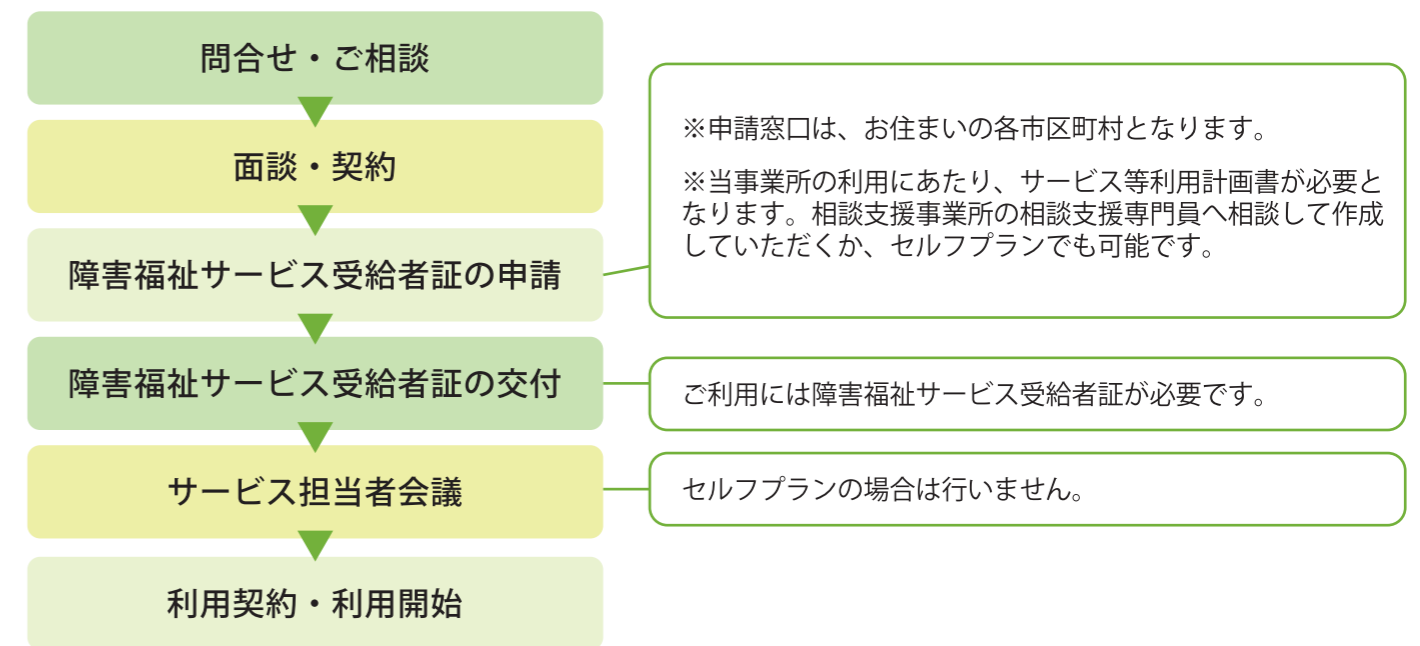 問合せ・ご相談
面談・契約
障害福祉サービス受給者証の申請
※申請窓口は、お住まいの各市区町村となります。
※当事業所の利用にあたり、サービス等利用計画書が必要と
なります。相談支援事業所の相談支援専門員へ相談して作成
していただくか、セルフプランでも可能です。
障害福祉サービス受給者証の交付
ご利用には障害福祉サービス受給者証が必要です。
サービス担当者会議
セルフプランの場合は行いません。
利用契約・利用開始